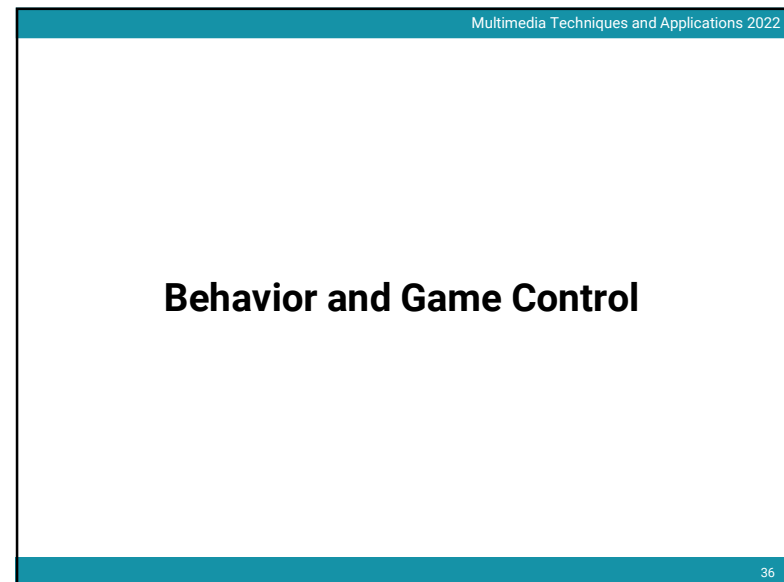 Multimedia Techniques and Applications 2022
Behavior and Game Control
36